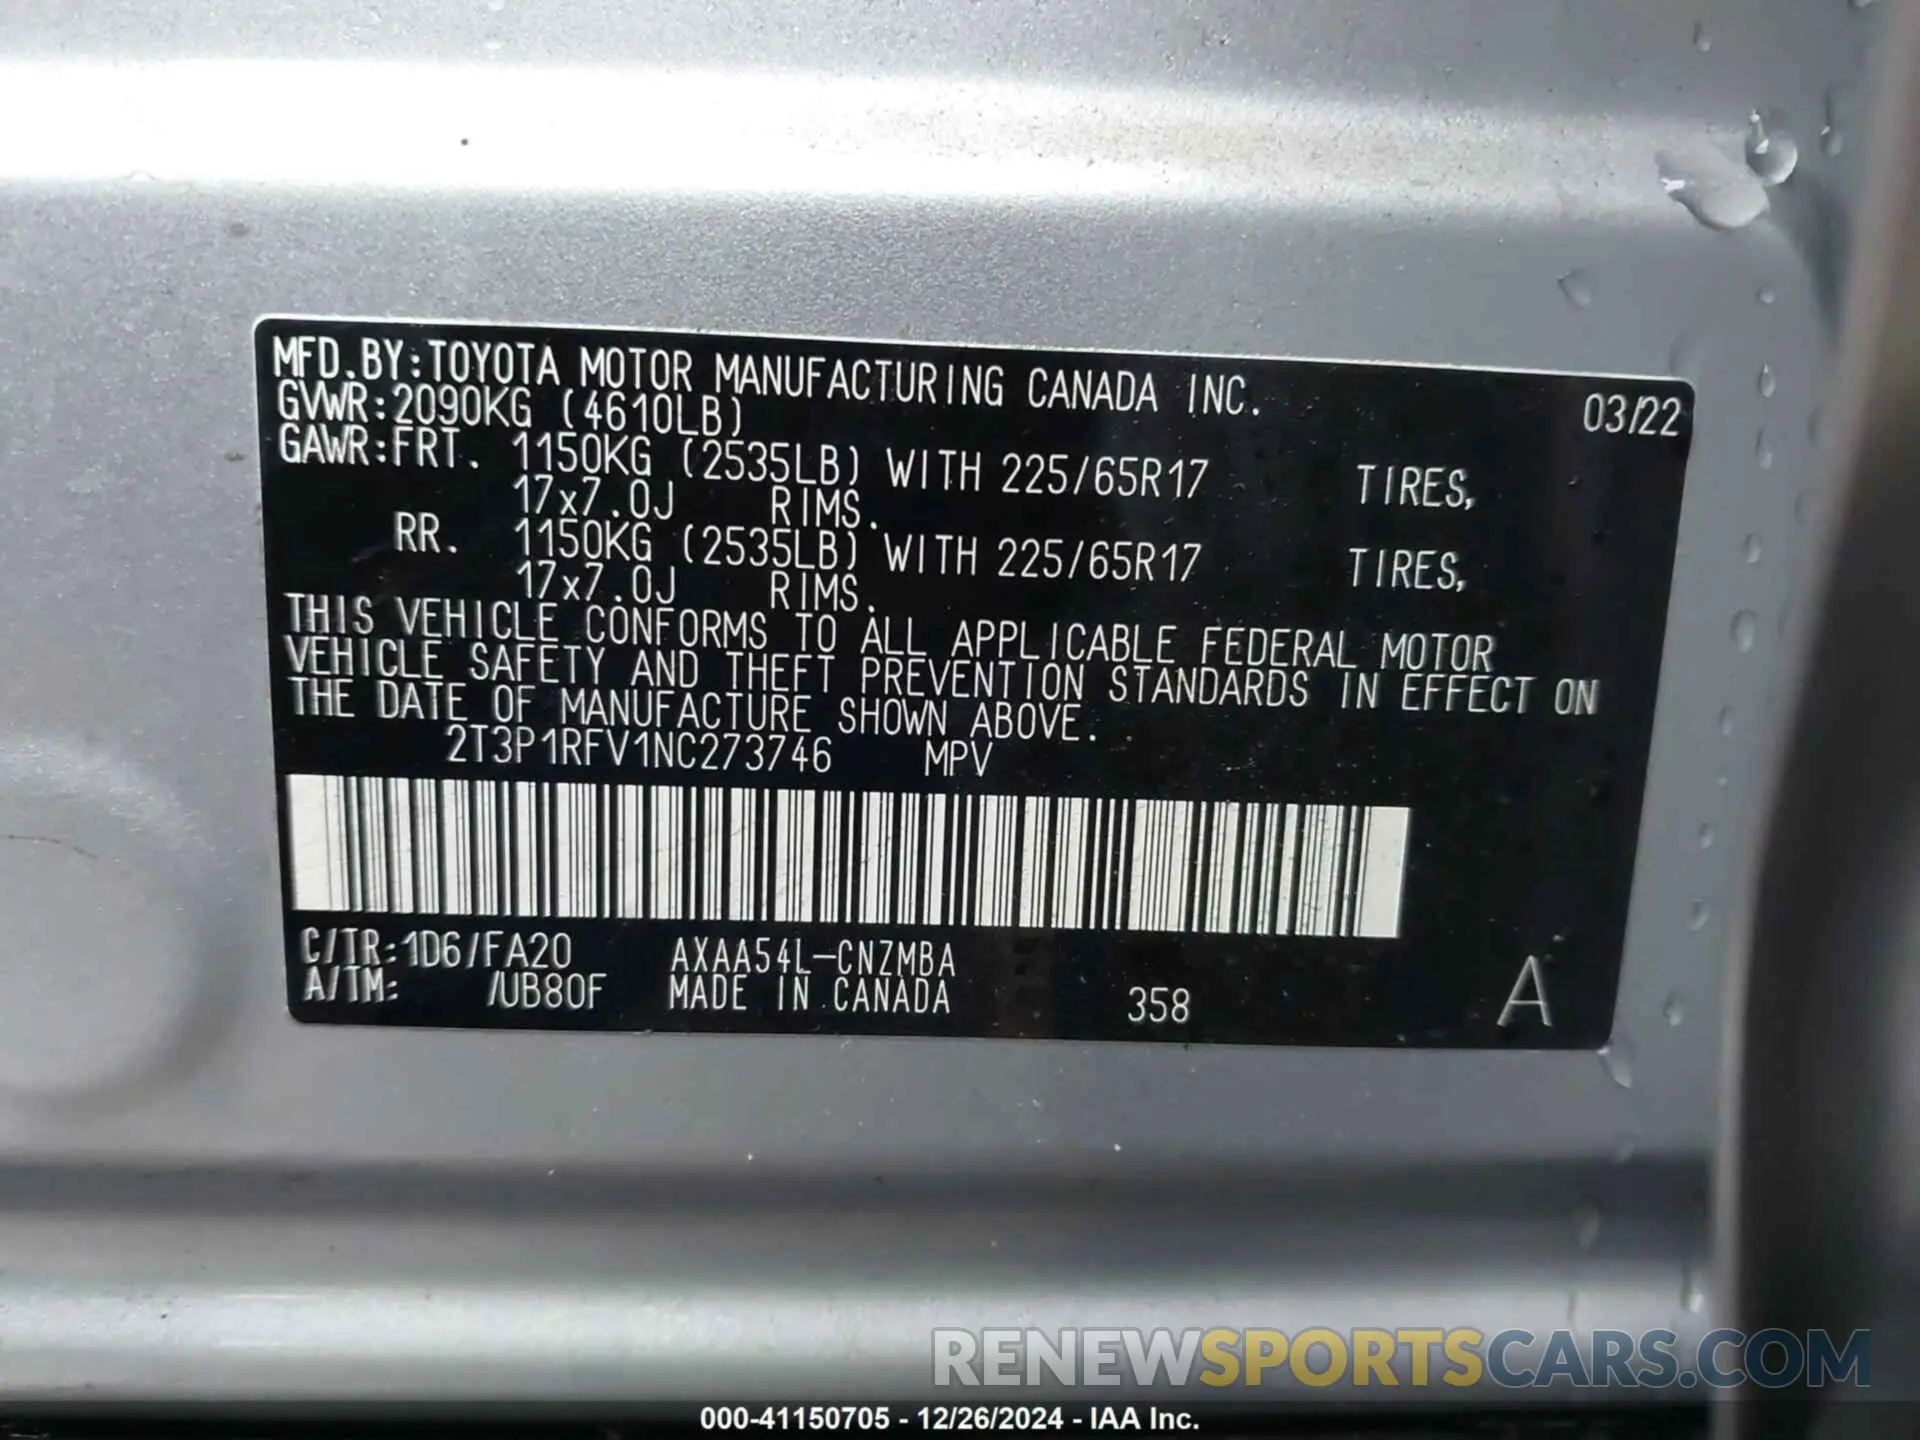 MFD.BY:TOYOTA MOTOR MANUFACTURING CANADA INC. 03/22
GVWR:2090KG (4610LB)
GAWR:FRT. 1150KG (2535LB) WITH 225/65R17 TIRES,
17x7.0J RIMS.
RR. 1150KG (2535LB) WITH 225/65R17 TIRES,
17x7.0J RIMS.
THIS VEHICLE CONFORMS TO ALL APPLICABLE FEDERAL MOTOR
VEHICLE SAFETY AND THEFT PREVENTION STANDARDS IN EFFECT ON
THE DATE OF MANUFACTURE SHOWN ABOVE.
2T3P1RFV1NC273746 MPV
C/TR:1D6/FA20 AXAA54L-CNZMBA
A/TM: /UB80F MADE IN CANADA 358 A
RENEWSPORTSCARS.COM
000-41150705 - 12/26/2024 - IAA Inc.